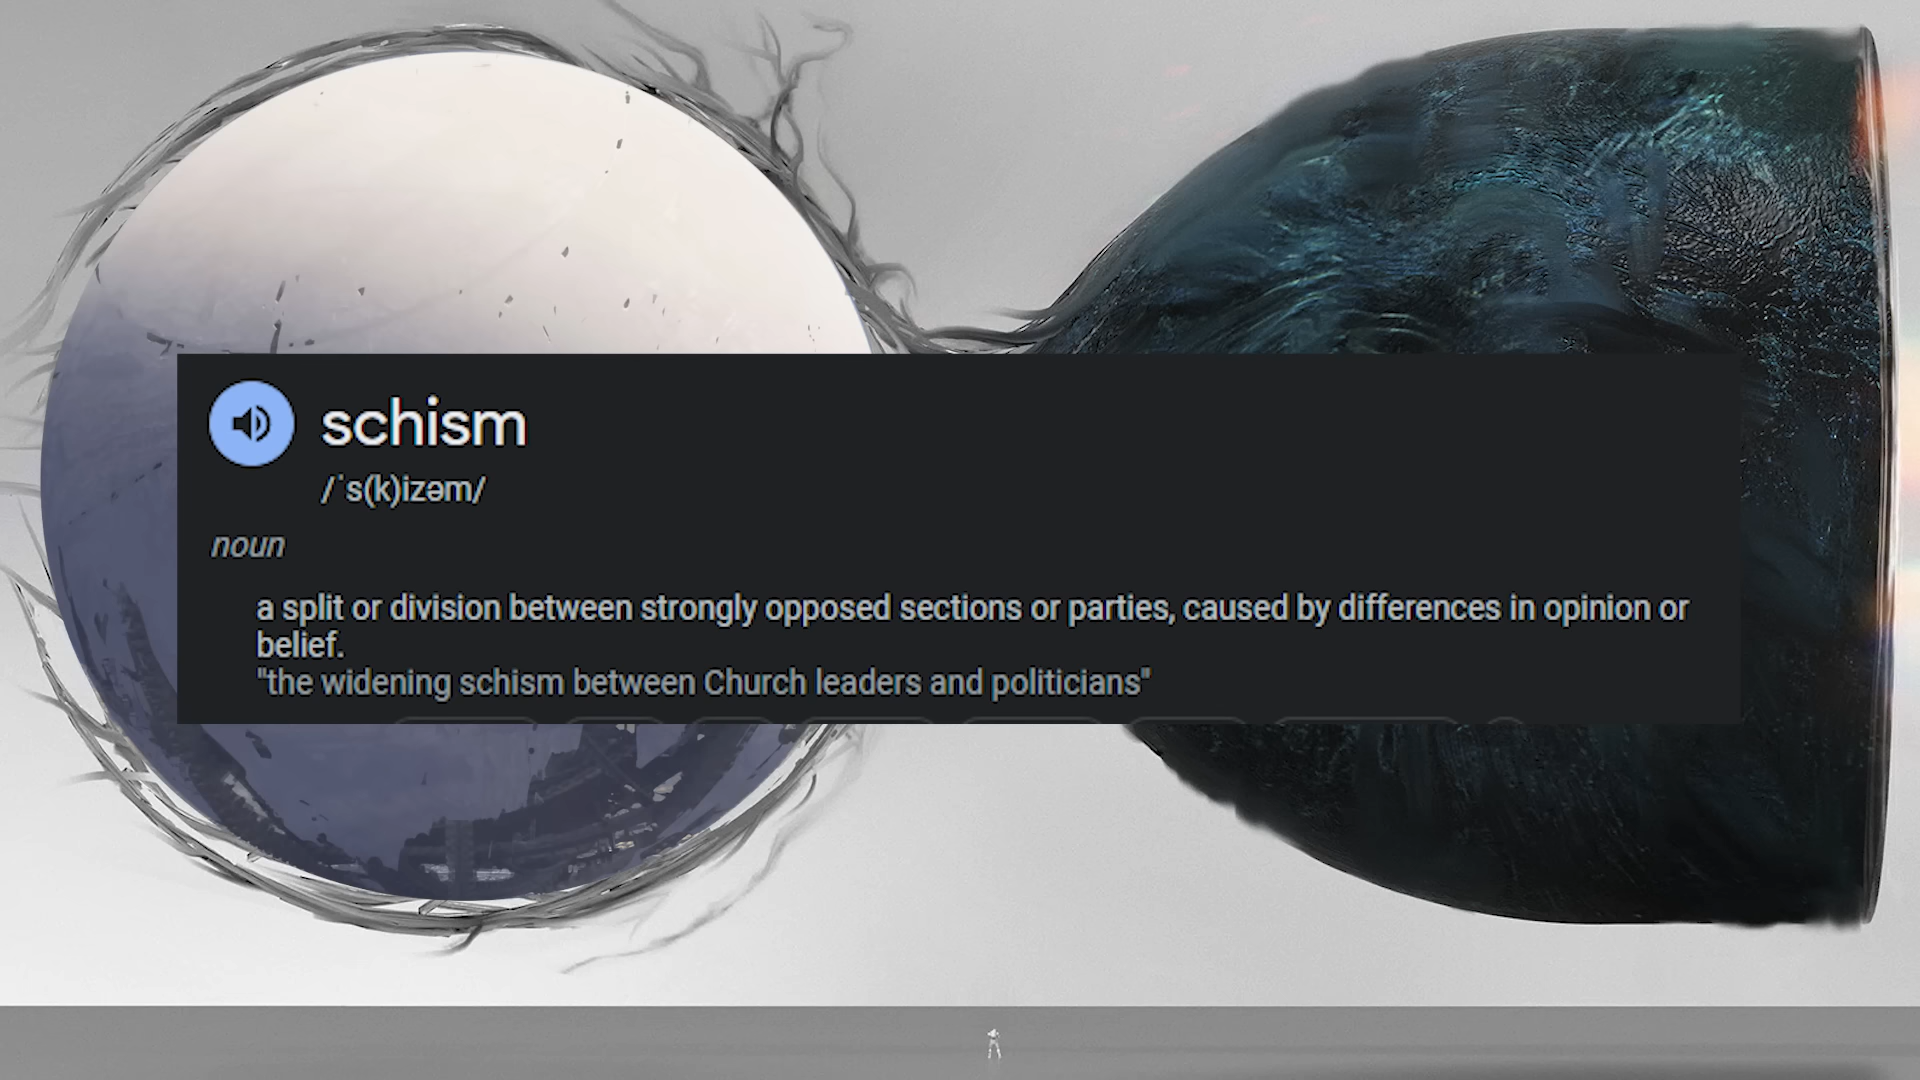 schism
/ˈs(k)izəm/
noun
a split or division between strongly opposed sections or parties, caused by differences in opinion or
belief.
"the widening schism between Church leaders and politicians"